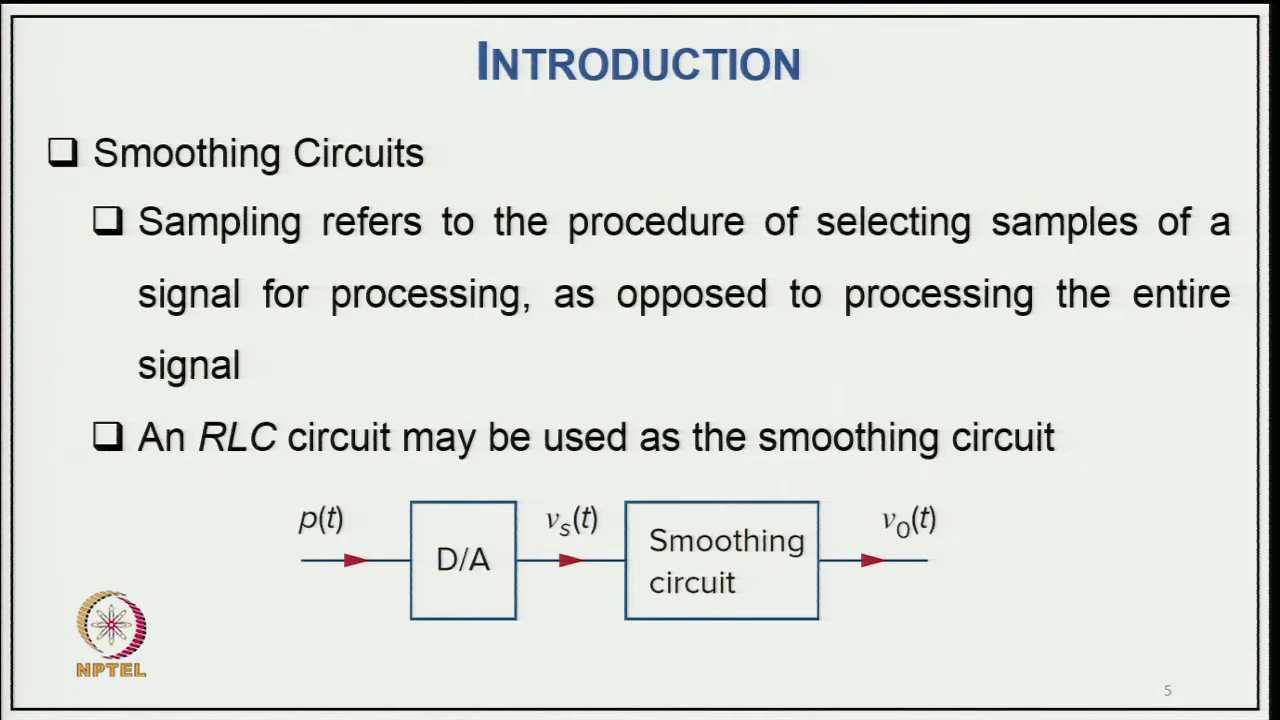 INTRODUCTION
Smoothing Circuits
Sampling refers to the procedure of selecting samples of a
signal for processing, as opposed to processing the entire
signal
An RLC circuit may be used as the smoothing circuit
p(t)
D/A
vs(t)
Smoothing
circuit
v0(t)
NPTEL
5